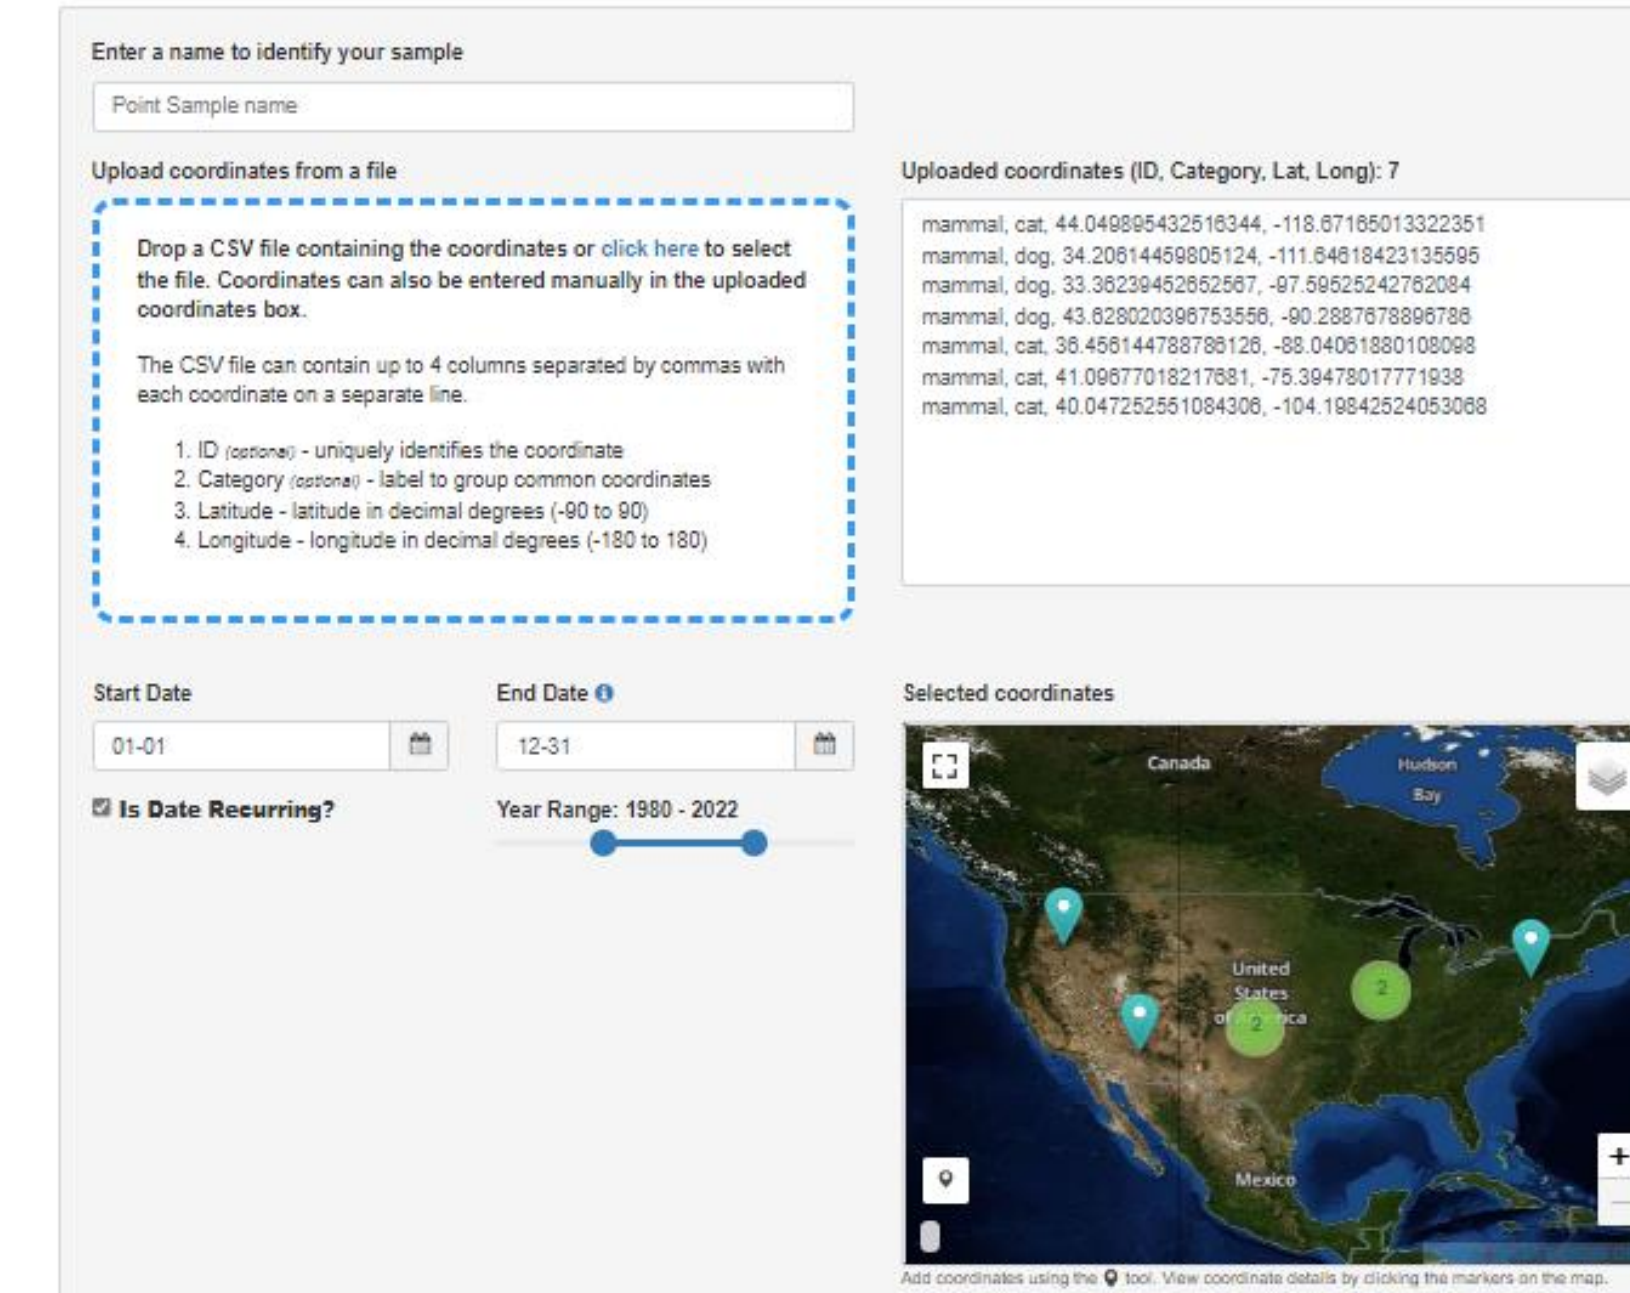 Enter a name to identify your sample
Point Sample name
Upload coordinates from a file
Drop a CSV file containing the coordinates or click here to select
the file. Coordinates can also be entered manually in the uploaded
coordinates box.
The CSV file can contain up to 4 columns separated by commas with
each coordinate on a separate line.
1. ID (optional) - uniquely identifies the coordinate
2. Category (optional) - label to group common coordinates
3. Latitude - latitude in decimal degrees (-90 to 90)
4. Longitude - longitude in decimal degrees (-180 to 180)
Uploaded coordinates (ID, Category, Lat, Long): 7
mammal, cat, 44.049895432516344, -118.67165013322351
mammal, dog, 34.20614459805124, -111.64618423135595
mammal, dog, 33.36239452652567, -97.59525242762084
mammal, dog, 43.628020396753556, -90.2887678896786
mammal, cat, 36.456144788786126, -88.04061880108098
mammal, cat, 41.09677018217681, -75.39478017771938
mammal, cat, 40.047252551084306, -104.19842524053068
Start Date
01-01
End Date
12-31
Is Date Recurring?
Year Range: 1980 - 2022
Selected coordinates
Canada
Hudson
Bay
United
States
of rica
2
2
Mexico
+
Add coordinates using the tool. View coordinate details by clicking the markers on the map.